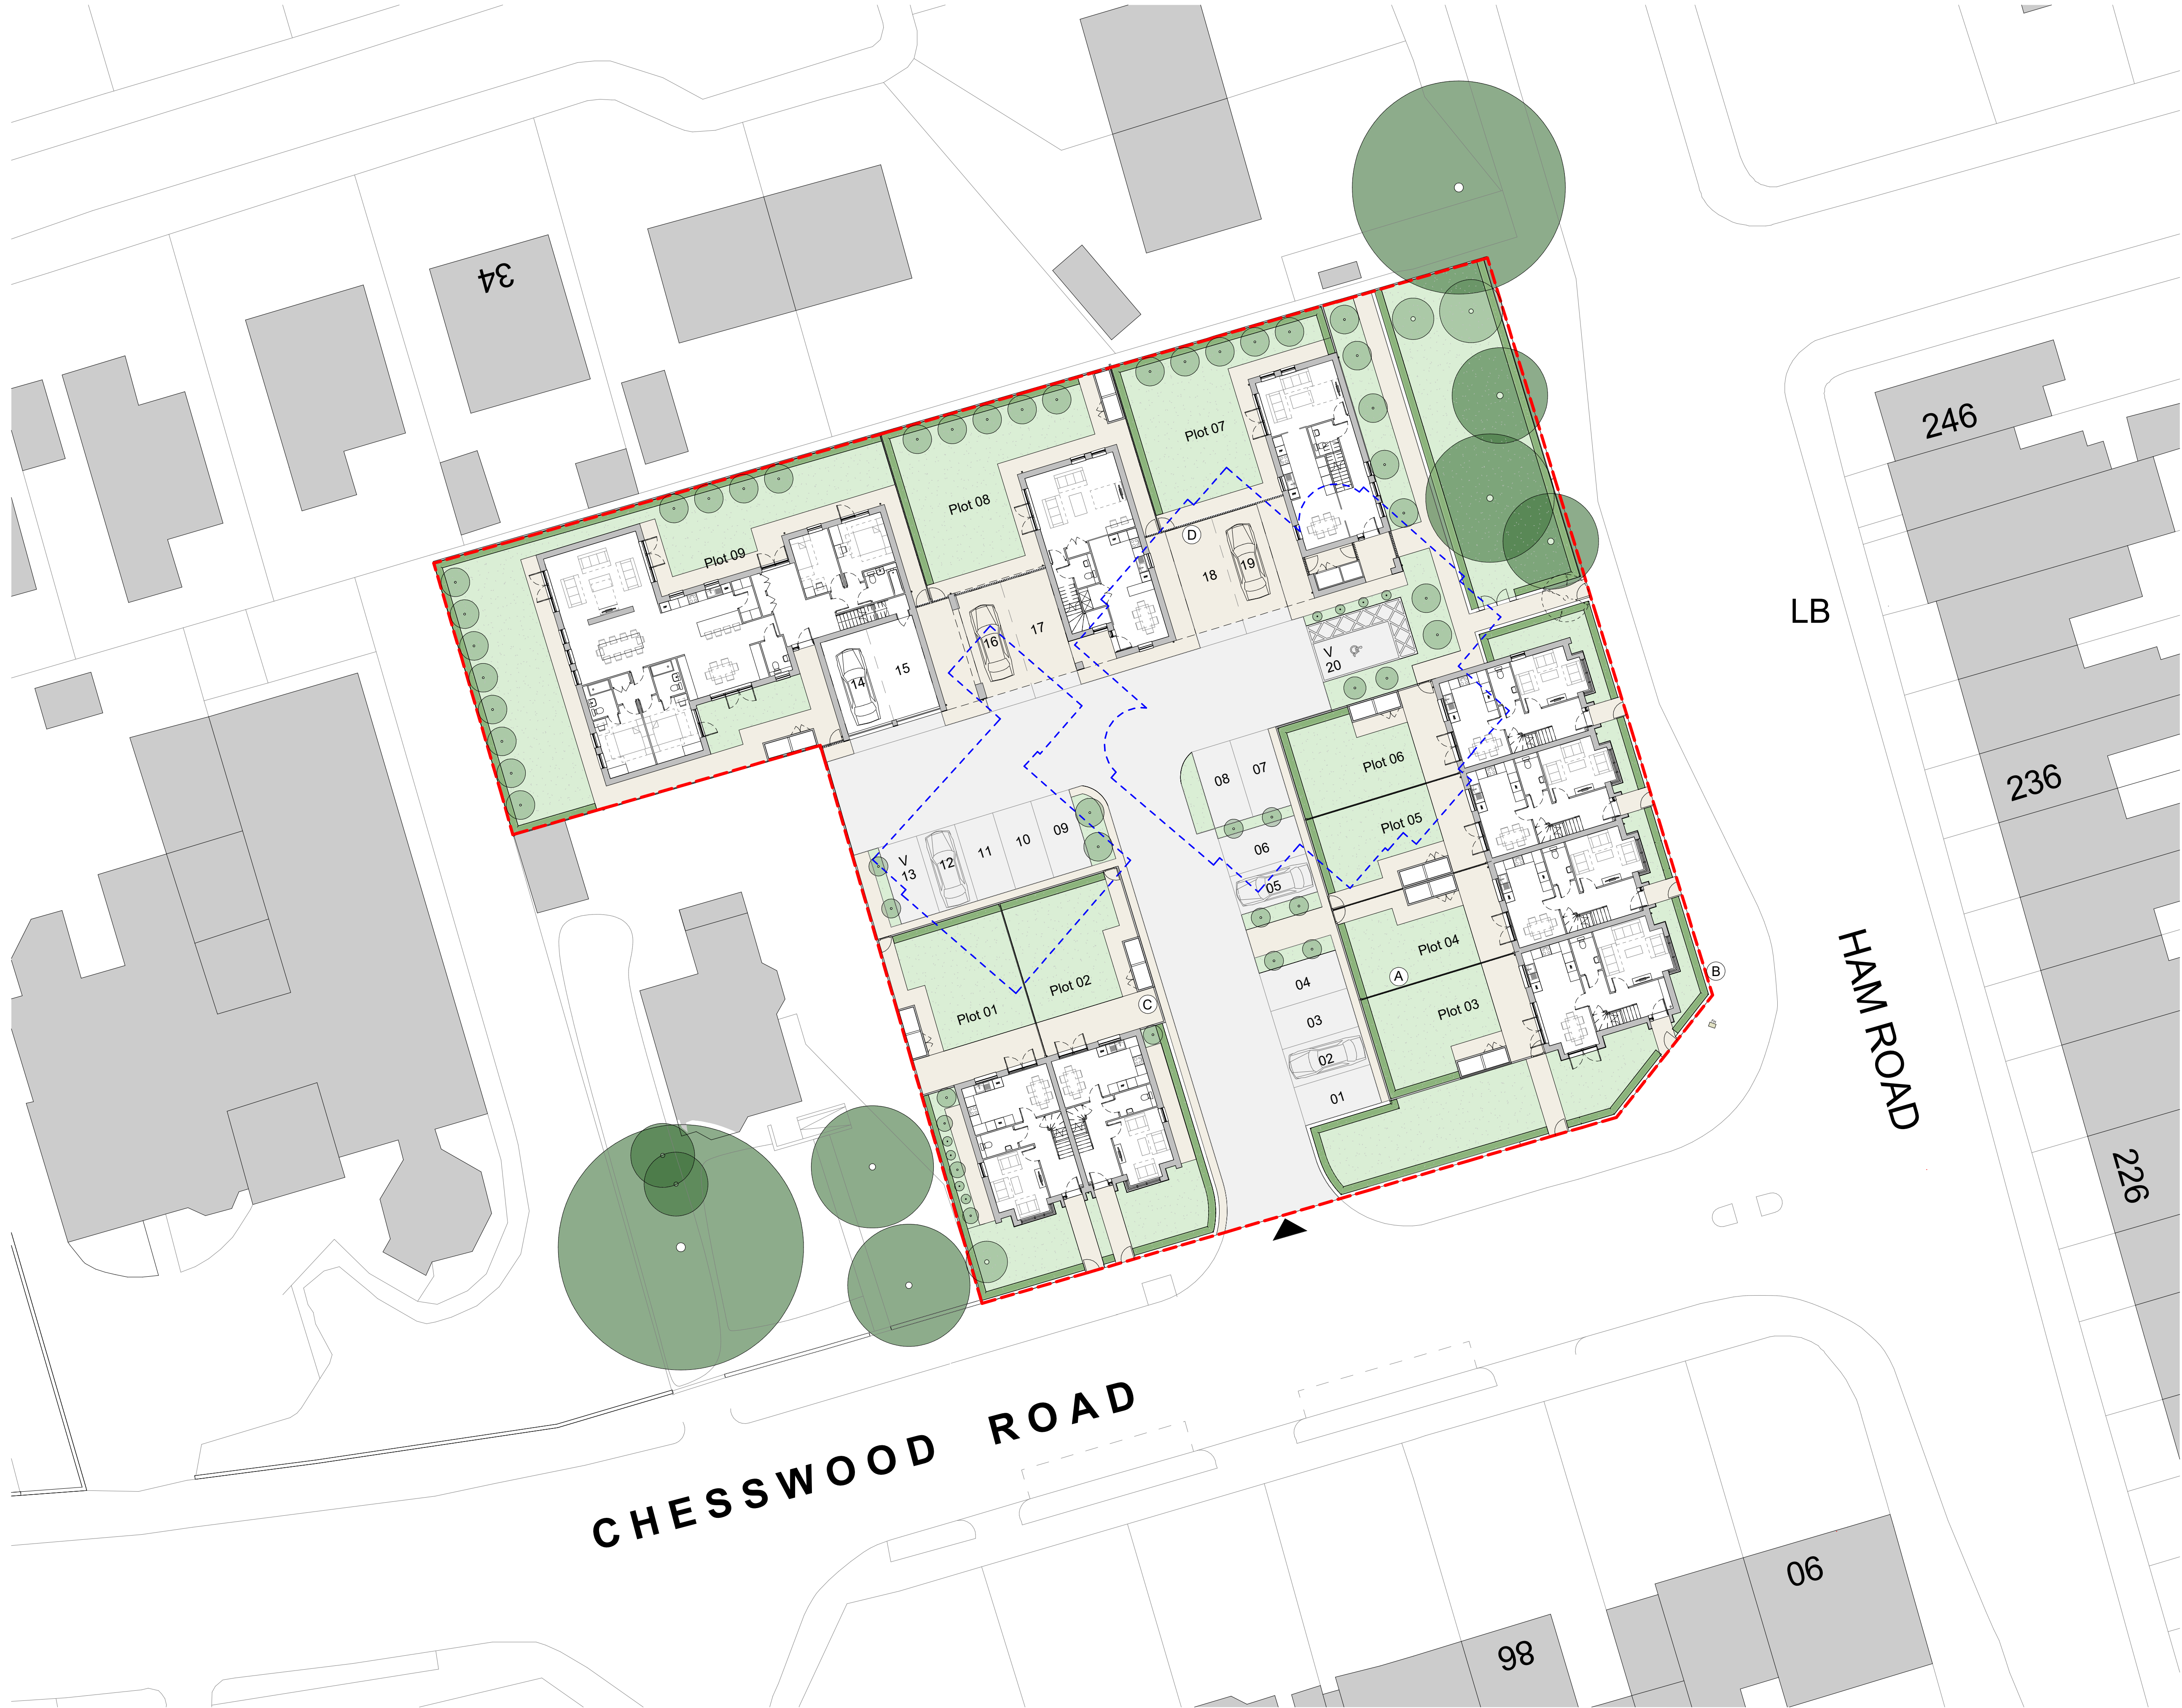 34
246
Plot 07
Plot 08
D
Plot 09
18
19
LB
16
17
15
14
V
20
236
Plot 06
08
07
Plot 05
09
10
11
12
V
13
06
05
Plot 04
A
B
C
Plot 02
Plot 01
04
Plot 03
03
02
01
HAM ROAD
226
CHESSWOOD ROAD
90
98